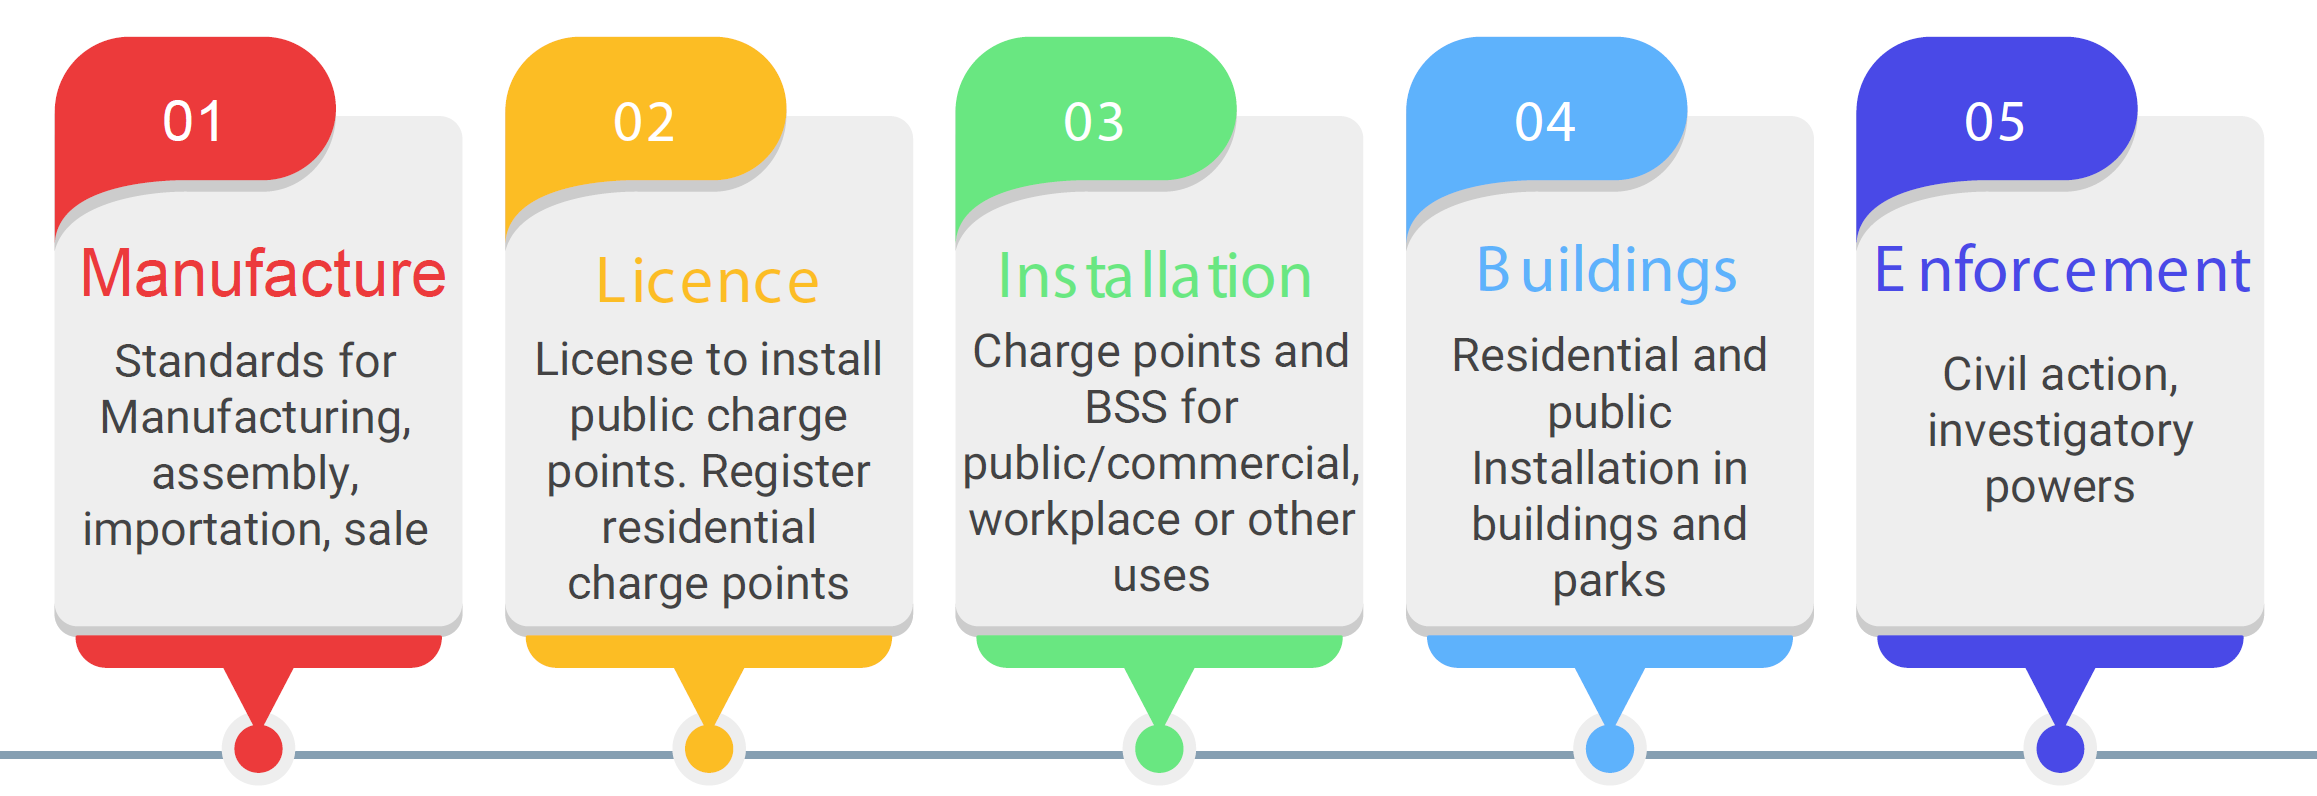 01
Manufacture
Standards for
Manufacturing,
assembly,
importation, sale
02
Licence
License to install
public charge
points. Register
residential
charge points
03
Installation
Charge points and
BSS for
public/commercial,
workplace or other
uses
04
Buildings
Residential and
public
Installation in
buildings and
parks
05
Enforcement
Civil action,
investigatory
powers